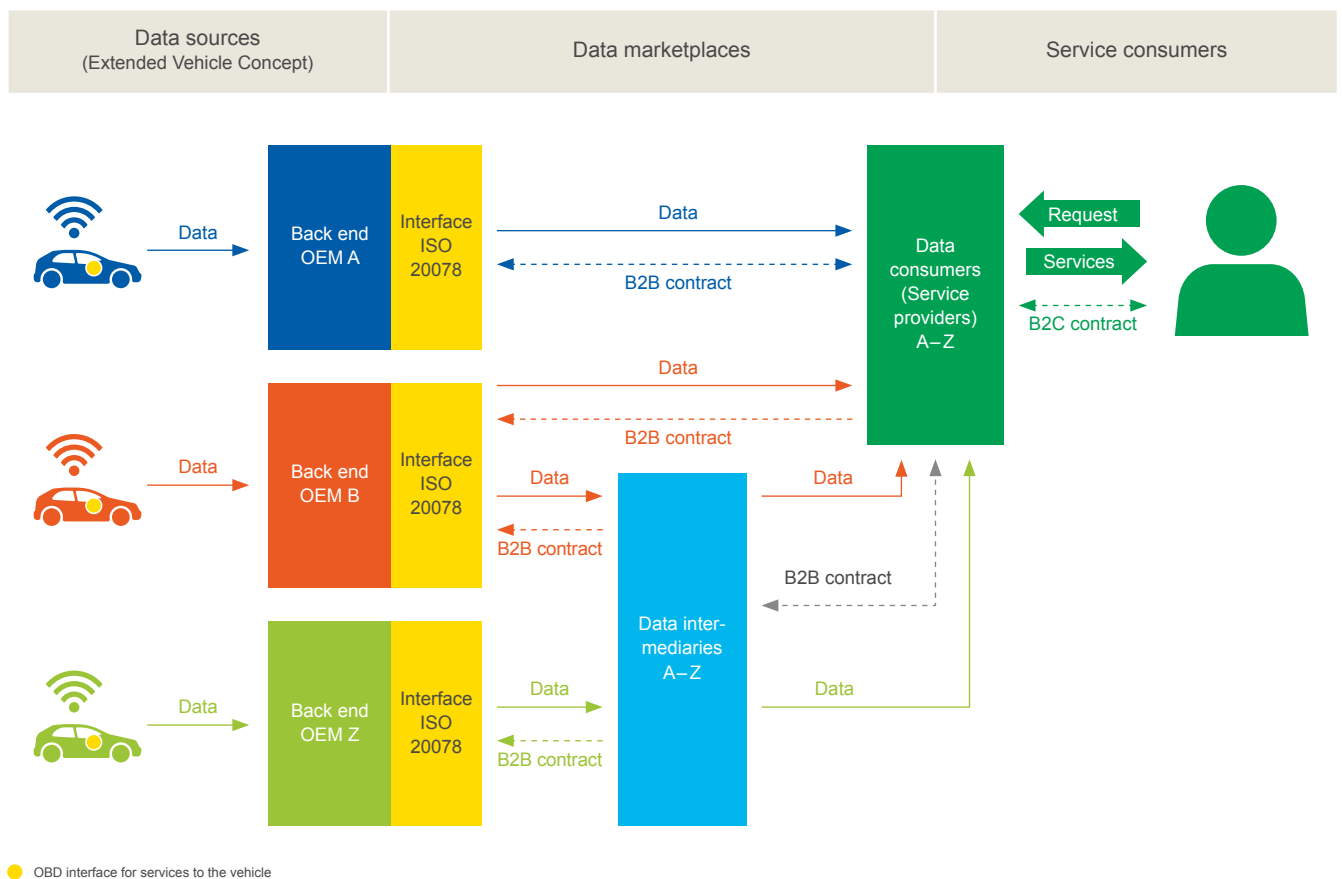 Data sources
(Extended Vehicle Concept)
Data marketplaces
Service consumers
Data
Back end
OEM A
Interface
ISO
20078
Data
B2B contract
Data
consumers
(Service
providers)
A–Z
Request
Services
B2C contract
Data
Back end
OEM B
Interface
ISO
20078
Data
B2B contract
Data
B2B contract
Data
B2B contract
Data inter-
mediaries
A–Z
Data
Back end
OEM Z
Interface
ISO
20078
Data
B2B contract
Data
OBD interface for services to the vehicle